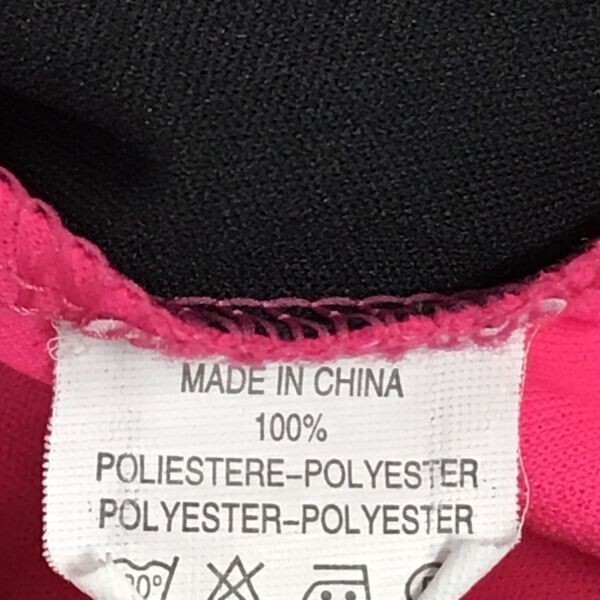 MADE IN CHINA
100%
POLIESTERE-POLYESTER
POLYESTER-POLYESTER